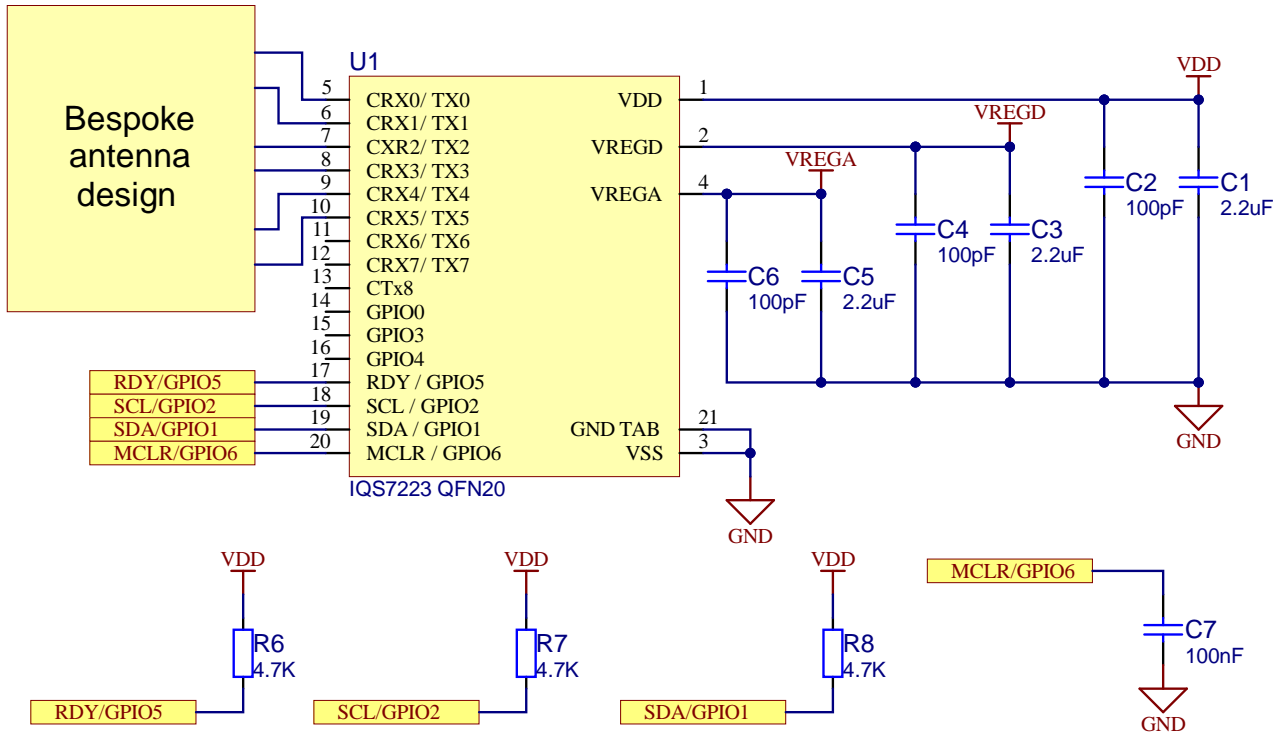 Bespoke
antenna
design
U1
5 CRX0/ TX0
6 CRX1/ TX1
7 CXR2/ TX2
8 CRX3/ TX3
9 CRX4/ TX4
10 CRX5/ TX5
11 CRX6/ TX6
12 CRX7/ TX7
13 CTx8
14 GPIO0
15 GPIO3
16 GPIO4
17 RDY / GPIO5
18 SCL / GPIO2
19 SDA / GPIO1
20 MCLR / GPIO6
VDD 1
VREGD 2
VREGA 4
GND TAB 21
VSS 3
IQS7223 QFN20
RDY/GPIO5
SCL/GPIO2
SDA/GPIO1
MCLR/GPIO6
VDD
VREGD
VREGA
C2
100pF
C1
2.2uF
C4
100pF
C3
2.2uF
C6
100pF
C5
2.2uF
GND
GND
VDD
R6
4.7K
RDY/GPIO5
VDD
R7
4.7K
SCL/GPIO2
VDD
R8
4.7K
SDA/GPIO1
MCLR/GPIO6
C7
100nF
GND